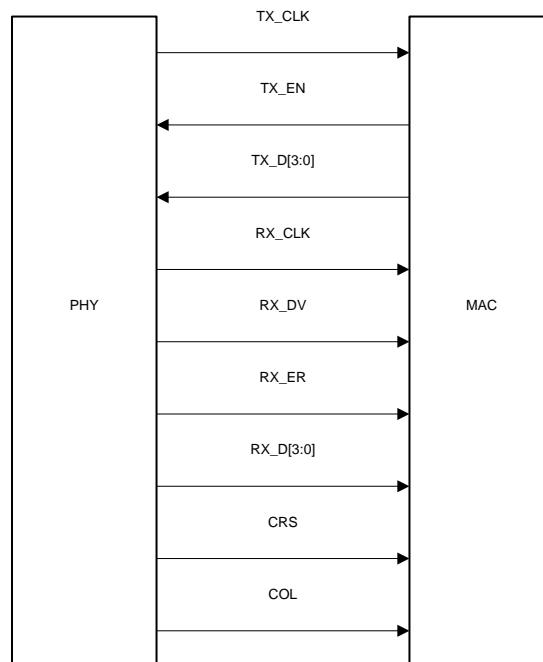 TX_CLK
TX_EN
TX_D[3:0]
RX_CLK
PHY
RX_DV
MAC
RX_ER
RX_D[3:0]
CRS
COL